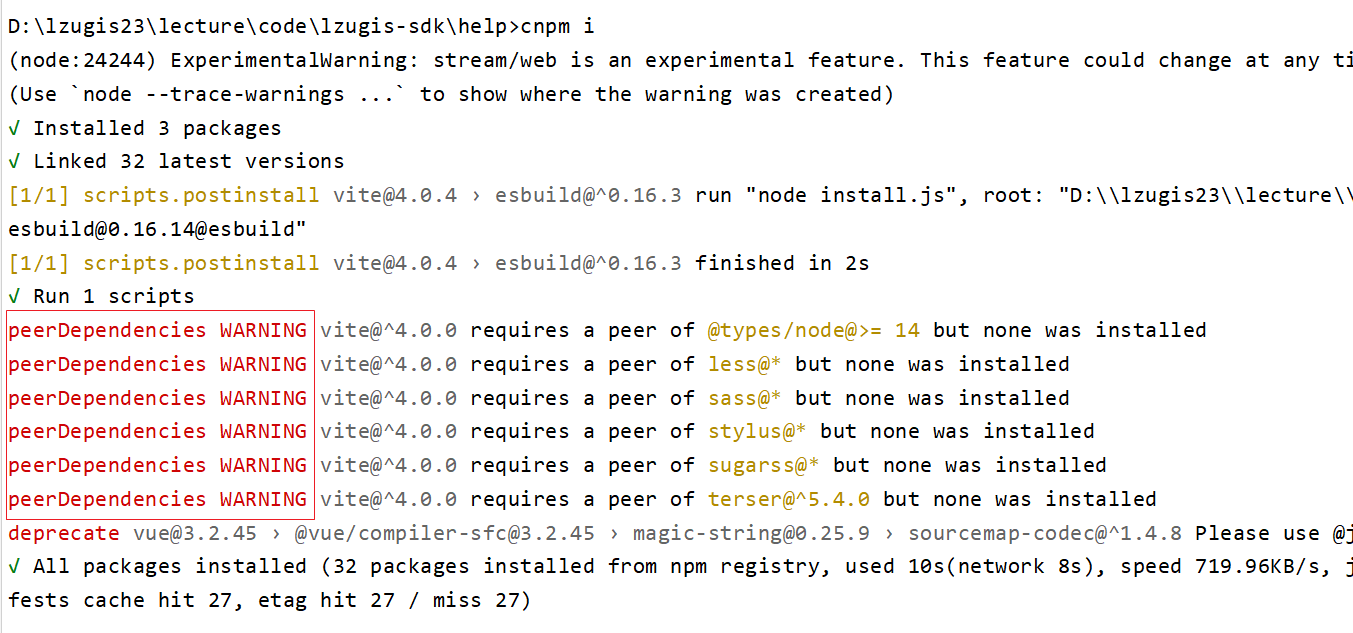 D:\lzugis23\lecture\code\lzugis-sdk\help>cnpm i
(node:24244) ExperimentalWarning: stream/web is an experimental feature. This feature could change at any ti
(Use `node --trace-warnings ...` to show where the warning was created)
√ Installed 3 packages
√ Linked 32 latest versions
[1/1] scripts.postinstall vite@4.0.4 › esbuild@^0.16.3 run "node install.js", root: "D:\\lzugis23\\lecture\\
esbuild@0.16.14@esbuild"
[1/1] scripts.postinstall vite@4.0.4 › esbuild@^0.16.3 finished in 2s
√ Run 1 scripts
peerDependencies WARNING vite@^4.0.0 requires a peer of @types/node@>= 14 but none was installed
peerDependencies WARNING vite@^4.0.0 requires a peer of less@* but none was installed
peerDependencies WARNING vite@^4.0.0 requires a peer of sass@* but none was installed
peerDependencies WARNING vite@^4.0.0 requires a peer of stylus@* but none was installed
peerDependencies WARNING vite@^4.0.0 requires a peer of sugarss@* but none was installed
peerDependencies WARNING vite@^4.0.0 requires a peer of terser@^5.4.0 but none was installed
deprecate vue@3.2.45 › @vue/compiler-sfc@3.2.45 › magic-string@0.25.9 › sourcemap-codec@^1.4.8 Please use @j
√ All packages installed (32 packages installed from npm registry, used 10s(network 8s), speed 719.96KB/s, j
fests cache hit 27, etag hit 27 / miss 27)